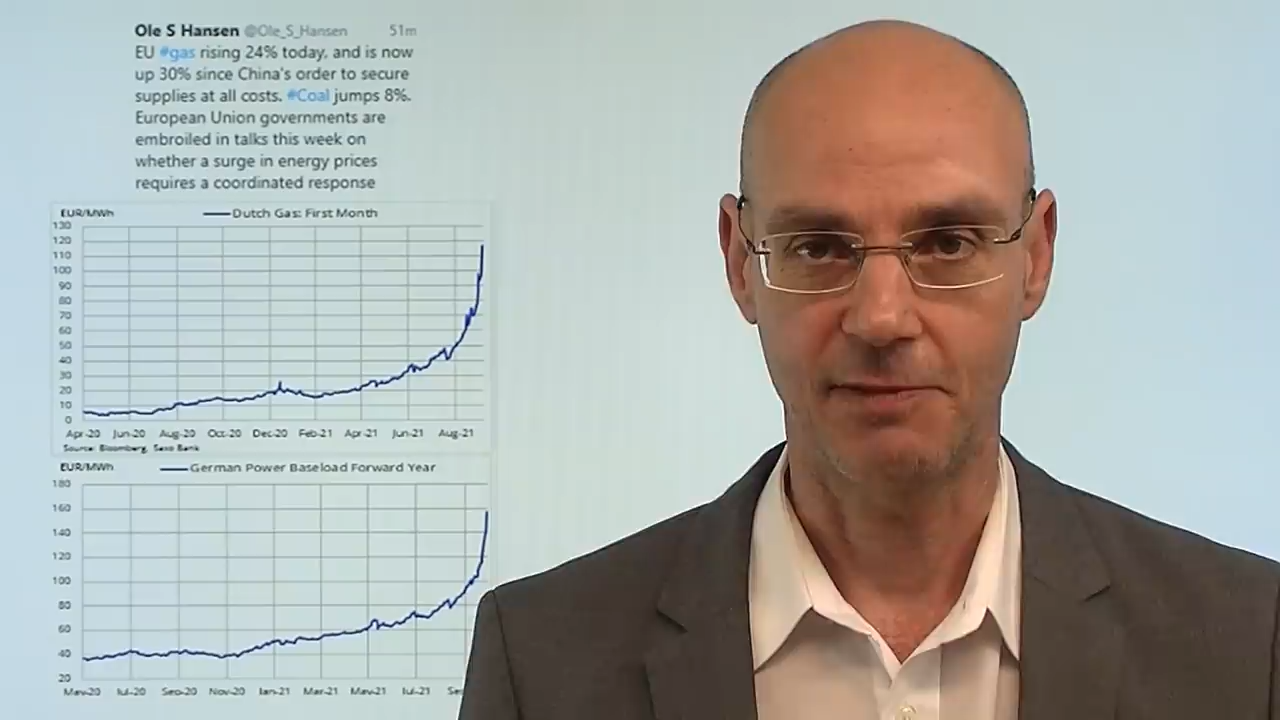 Ole S Hansen @Ole_S_Hansen 51m
EU #gas rising 24% today, and is now
up 30% since China's order to secure
supplies at all costs. #Coal jumps 8%.
European Union governments are
embroiled in talks this week on
whether a surge in energy prices
requires a coordinated response
EUR/MWh Dutch Gas: First Month
130
120
110
100
90
80
70
60
50
40
30
20
10
0
Apr-20 Jun-20 Aug-20 Oct-20 Dec-20 Feb-21 Apr-21 Jun-21 Aug-21
Source: Bloomberg, Saxo Bank
EUR/MWh German Power Baseload Forward Year
180
160
140
120
100
80
60
40
20
May-20 Jul-20 Sep-20 Nov-20 Jan-21 Mar-21 May-21 Jul-21 Se